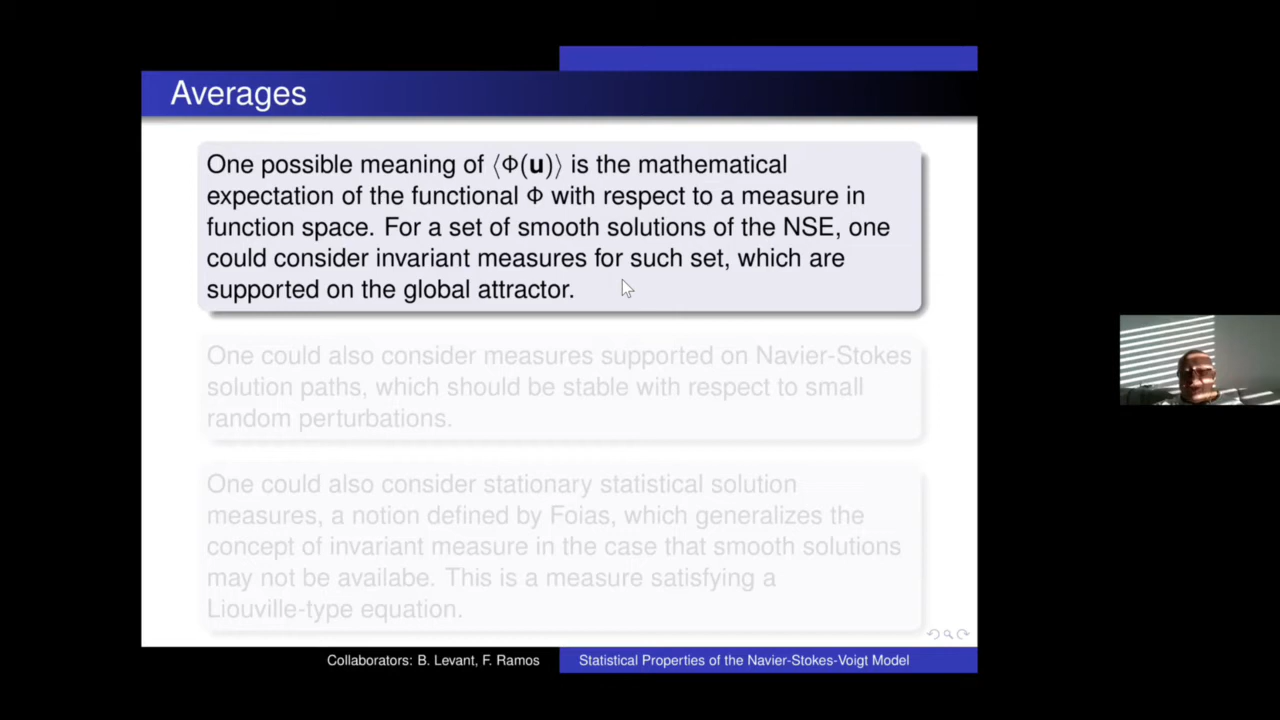 Averages
One possible meaning of ⟨Φ(u)⟩ is the mathematical
expectation of the functional Φ with respect to a measure in
function space. For a set of smooth solutions of the NSE, one
could consider invariant measures for such set, which are
supported on the global attractor.
One could also consider measures supported on Navier-Stokes
solution paths, which should be stable with respect to small
random perturbations.
One could also consider stationary statistical solution
measures, a notion defined by Foias, which generalizes the
concept of invariant measure in the case that smooth solutions
may not be availabe. This is a measure satisfying a
Liouville-type equation.
Collaborators: B. Levant, F. Ramos
Statistical Properties of the Navier-Stokes-Voigt Model